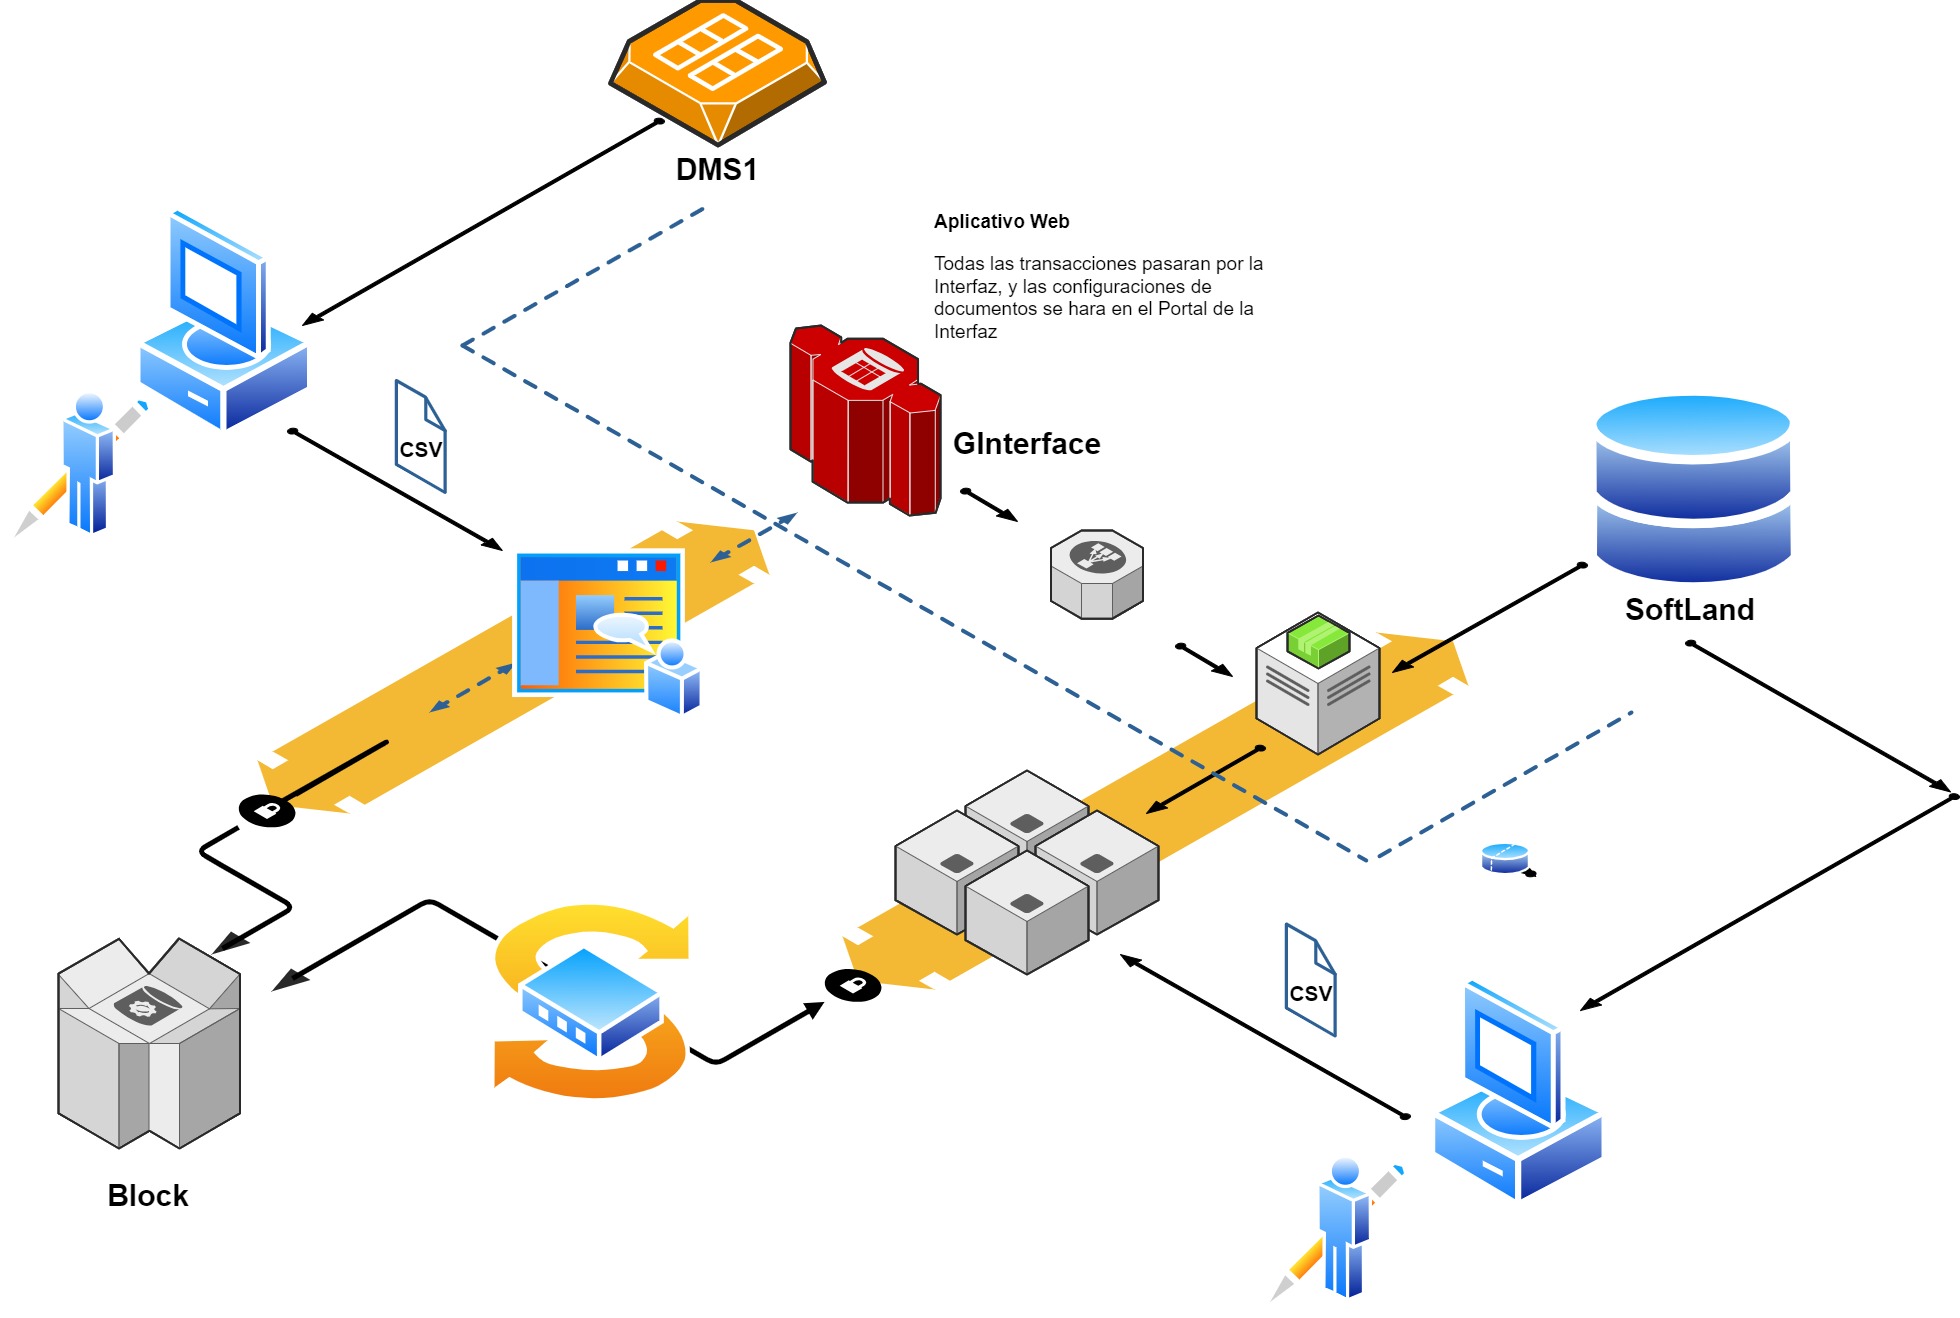 DMS1
Aplicativo Web
Todas las transacciones pasaran por la
Interfaz, y las configuraciones de
documentos se hara en el Portal de la
Interfaz
CSV
GInterface
SoftLand
CSV
Block